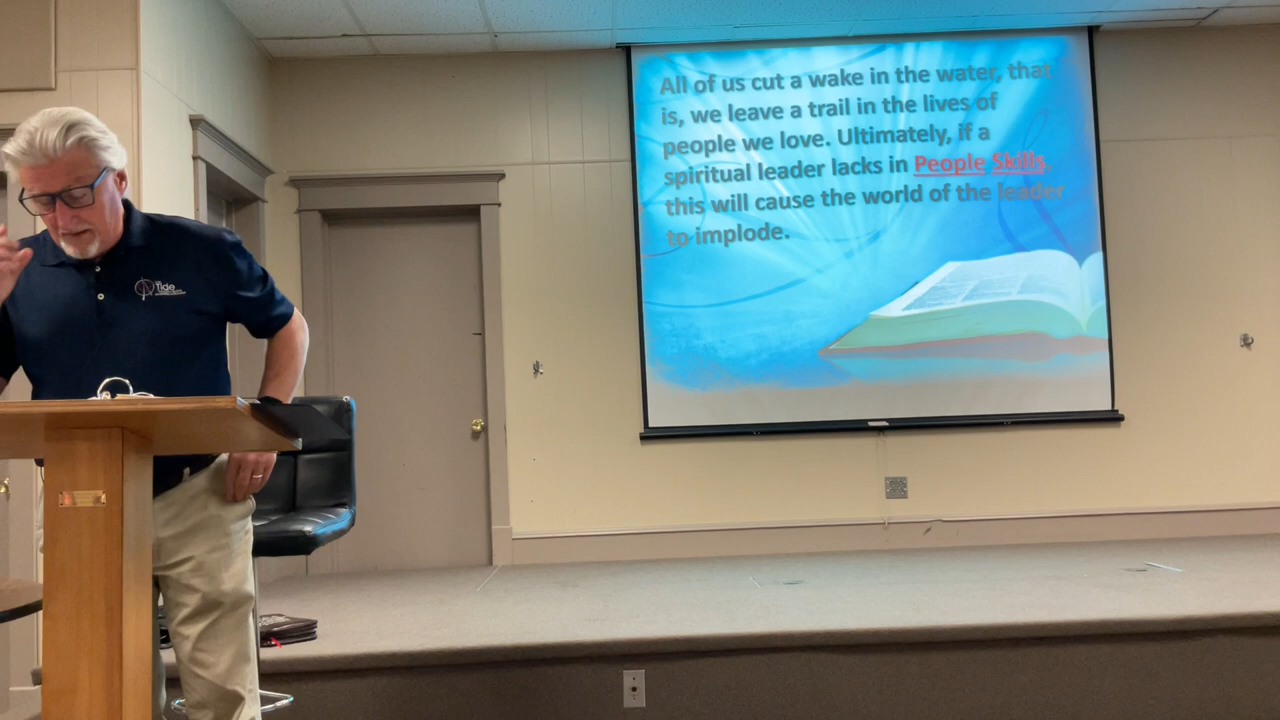 All of us cut a wake in the water, that
is, we leave a trail in the lives of
people we love. Ultimately, if a
spiritual leader lacks in People Skills.
this will cause the world of the leader
to implode.
Tide